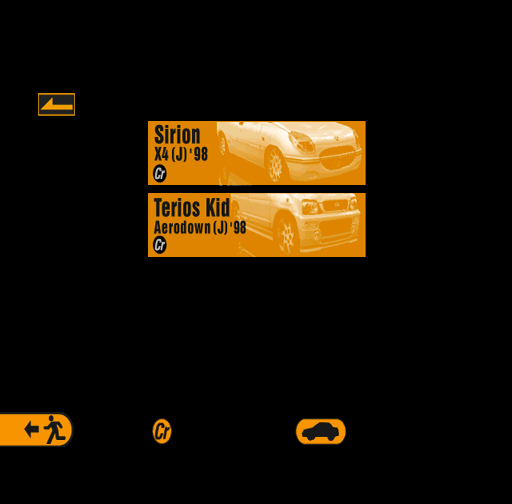 Sirion
X4 (J) '98
Cr
Terios Kid
Aerodown (J) '98
Cr
Cr